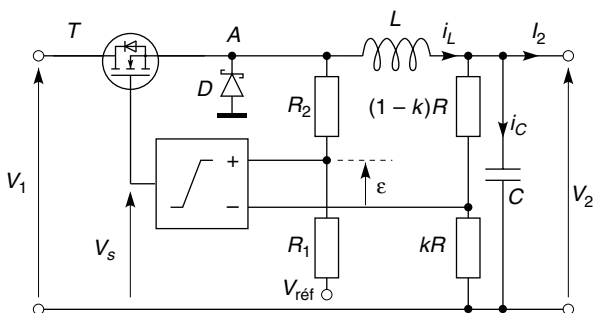 T
A
L
i_L
I_2
D
R_2
(1 – k)R
i_C
V_1
+
–
ε
C
V_2
V_s
R_1
kR
V_réf